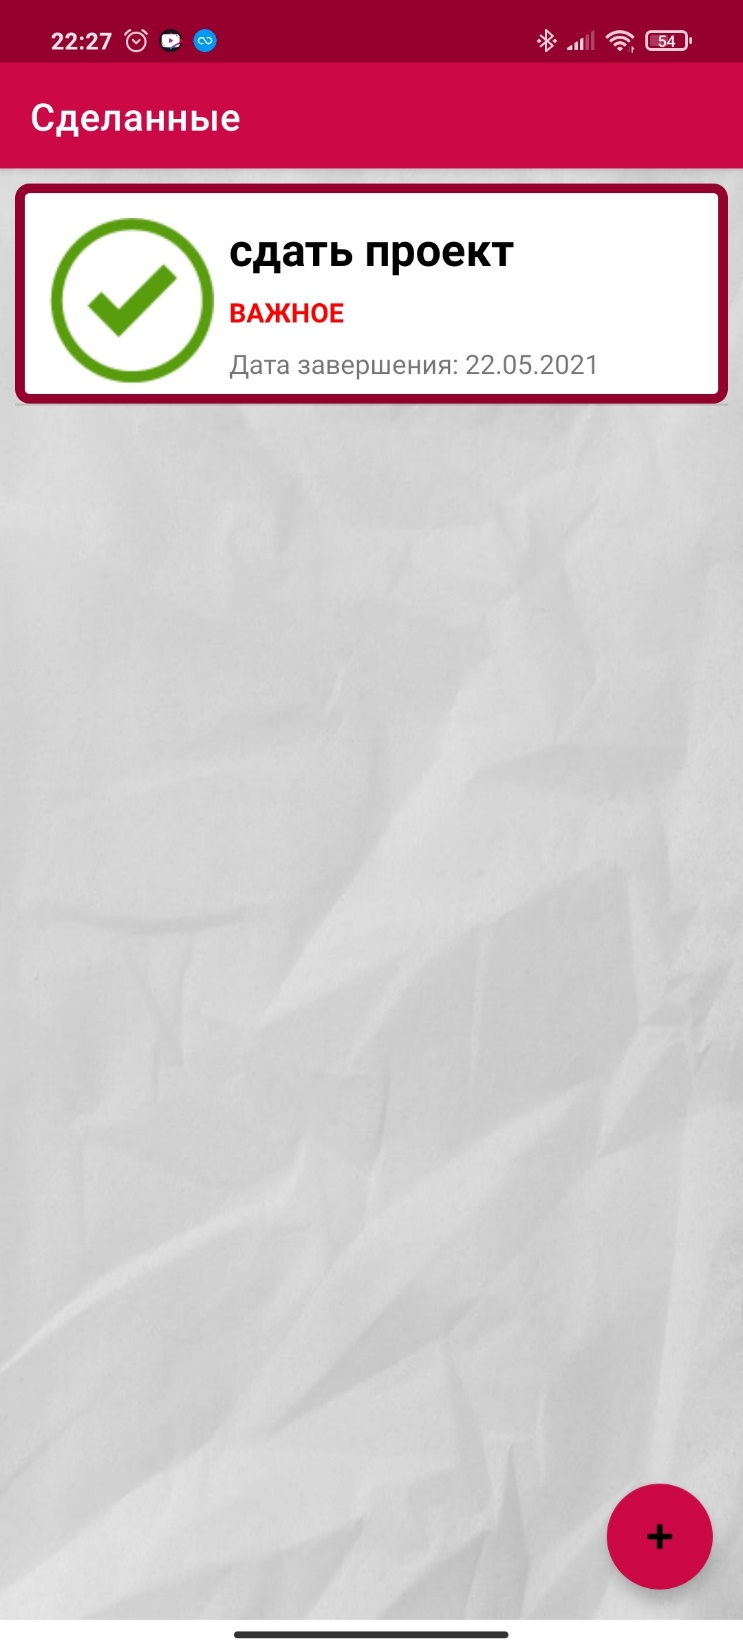 22:27 54
Сделанные
сдать проект
ВАЖНОЕ
Дата завершения: 22.05.2021
+